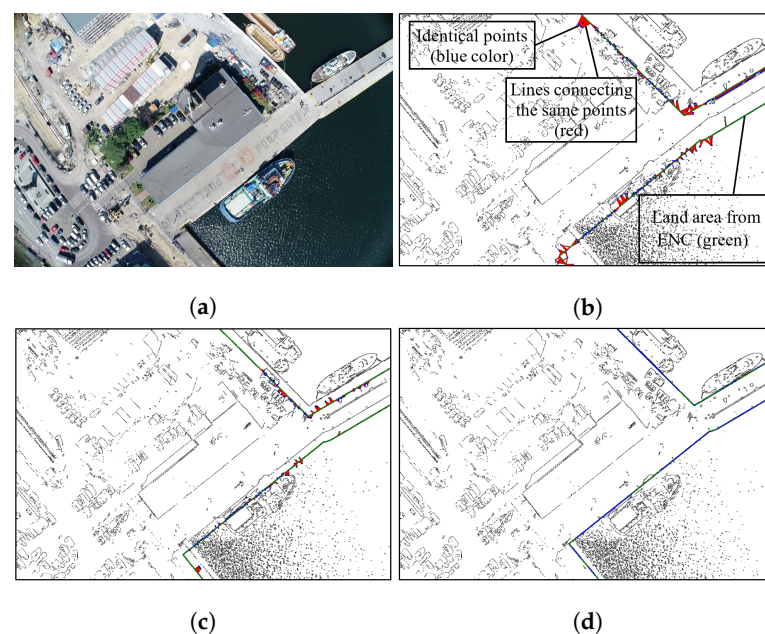 Identical points
(blue color)
Lines connecting
the same points
(red)
Land area from
ENC (green)
(a)
(b)
(c)
(d)